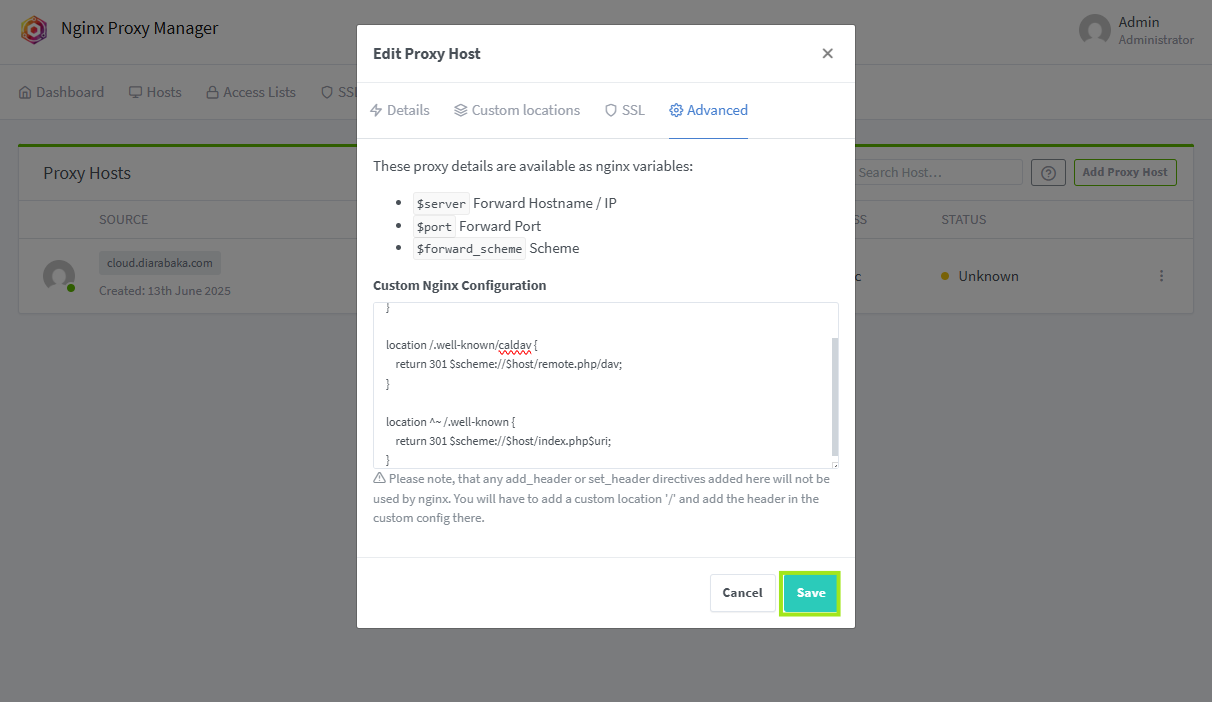 Nginx Proxy Manager
Admin
Administrator
Dashboard
Hosts
Access Lists
Edit Proxy Host
Details
Custom locations
SSL
Advanced
Proxy Hosts
Search Host…
Add Proxy Host
SOURCE
STATUS
cloud.diarabaka.com
Created: 13th June 2025
Unknown
These proxy details are available as nginx variables:
$server Forward Hostname / IP
$port Forward Port
$forward_scheme Scheme
Custom Nginx Configuration
}
location /.well-known/caldav {
return 301 $scheme://$host/remote.php/dav;
}
location ^~ /.well-known {
return 301 $scheme://$host/index.php$uri;
}
Please note, that any add_header or set_header directives added here will not be
used by nginx. You will have to add a custom location '/' and add the header in the
custom config there.
Cancel
Save